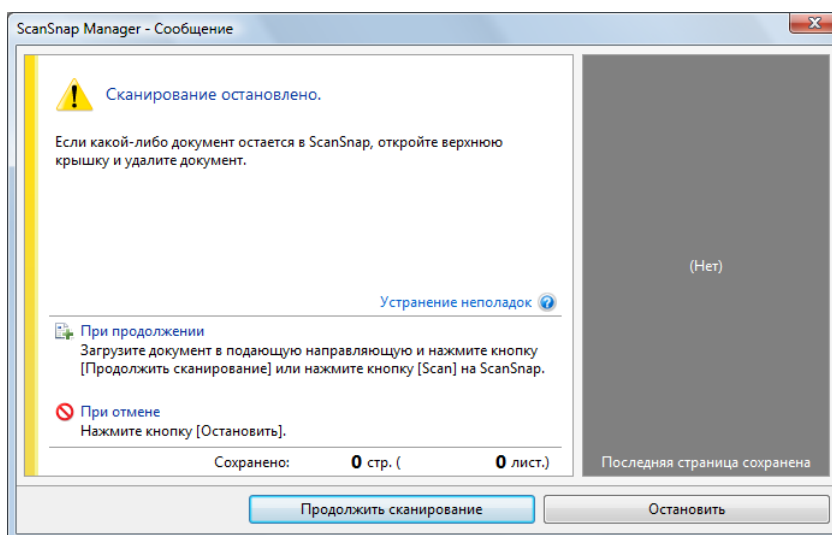 ScanSnap Manager - Сообщение
Сканирование остановлено.
Если какой-либо документ остается в ScanSnap, откройте верхнюю
крышку и удалите документ.
(Нет)
Устранение неполадок
При продолжении
Загрузите документ в подающую направляющую и нажмите кнопку
[Продолжить сканирование] или нажмите кнопку [Scan] на ScanSnap.
При отмене
Нажмите кнопку [Остановить].
Сохранено: 0 стр. ( 0 лист.)
Последняя страница сохранена
Продолжить сканирование
Остановить